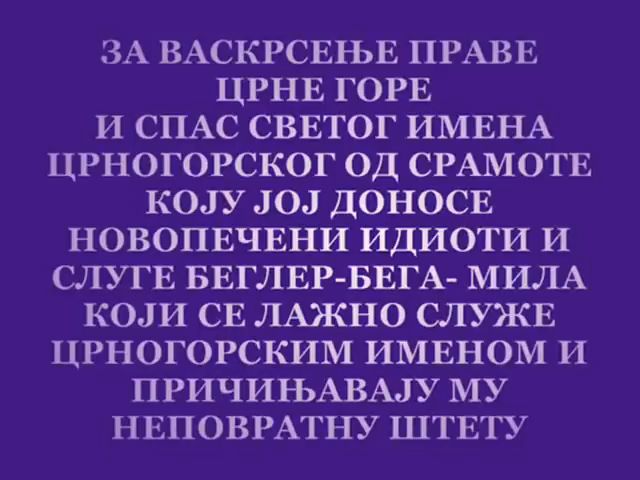 ЗА ВАСКРСЕЊЕ ПРАВЕ
ЦРНЕ ГОРЕ
И СПАС СВЕТОГ ИМЕНА
ЦРНОГОРСКОГ ОД СРАМОТЕ
КОЈУ ЈОЈ ДОНОСЕ
НОВОПЕЧЕНИ ИДИОТИ И
СЛУГЕ БЕГЛЕР-БЕГА- МИЛА
КОЈИ СЕ ЛАЖНО СЛУЖЕ
ЦРНОГОРСКИМ ИМЕНОМ И
ПРИЧИЊАВАЈУ МУ
НЕПОВРАТНУ ШТЕТУ